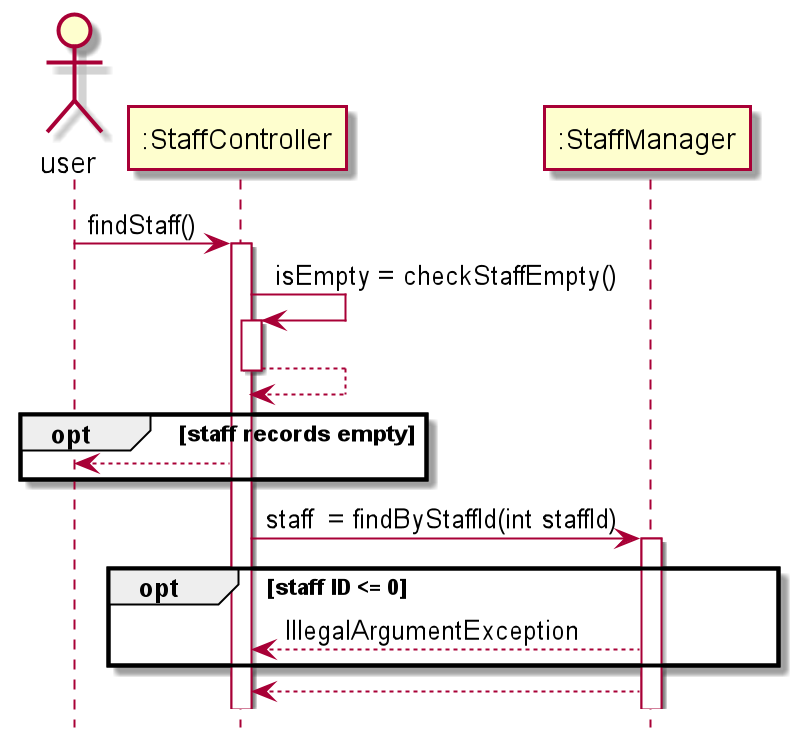 user
:StaffController
:StaffManager
findStaff()
isEmpty = checkStaffEmpty()
opt [staff records empty]
staff = findByStaffId(int staffId)
opt [staff ID <= 0]
IllegalArgumentException